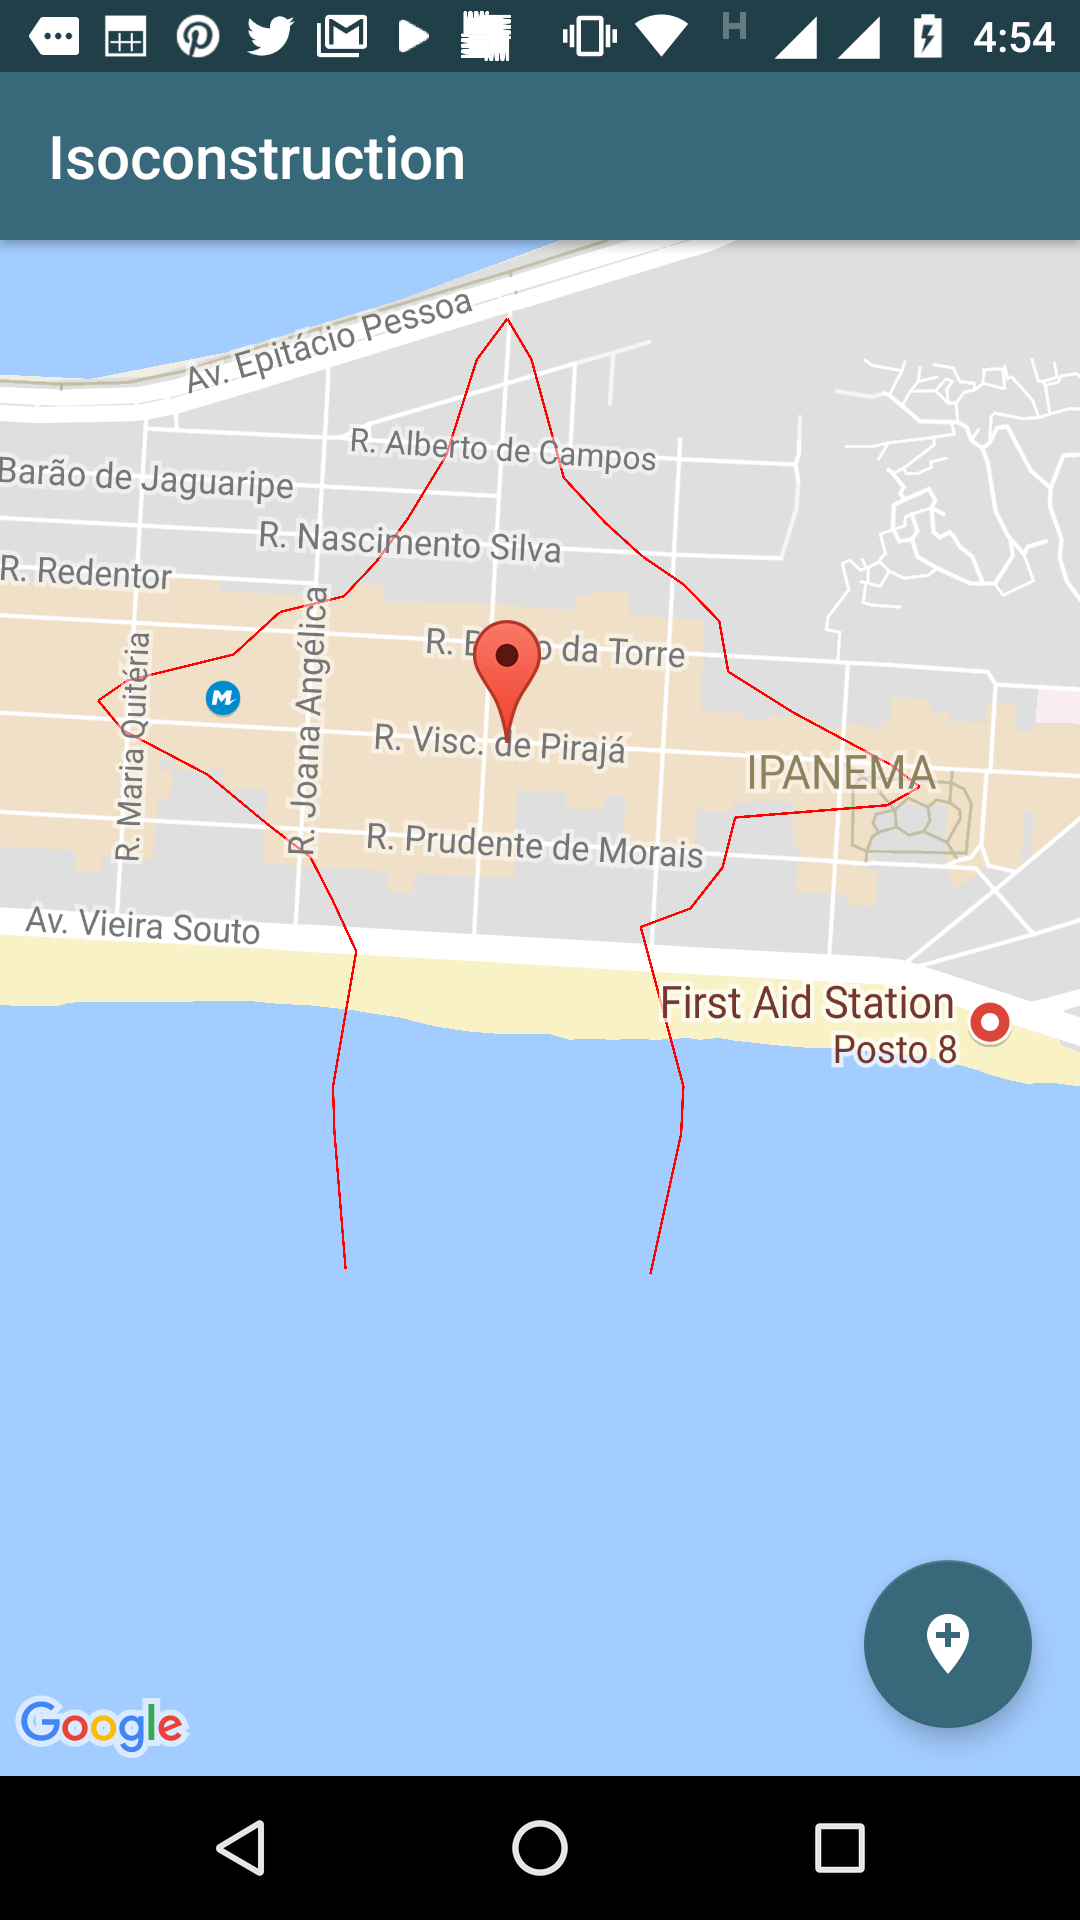 4:54
Isoconstruction
Av. Epitácio Pessoa
R. Alberto de Campos
Barão de Jaguaripe
R. Nascimento Silva
R. Redentor
R. B
o da Torre
R. Maria Quitéria
M
R. Joana Angélica
R. Visc. de Pirajá
IPANEMA
R. Prudente de Morais
Av. Vieira Souto
First Aid Station
Posto 8
Google
H